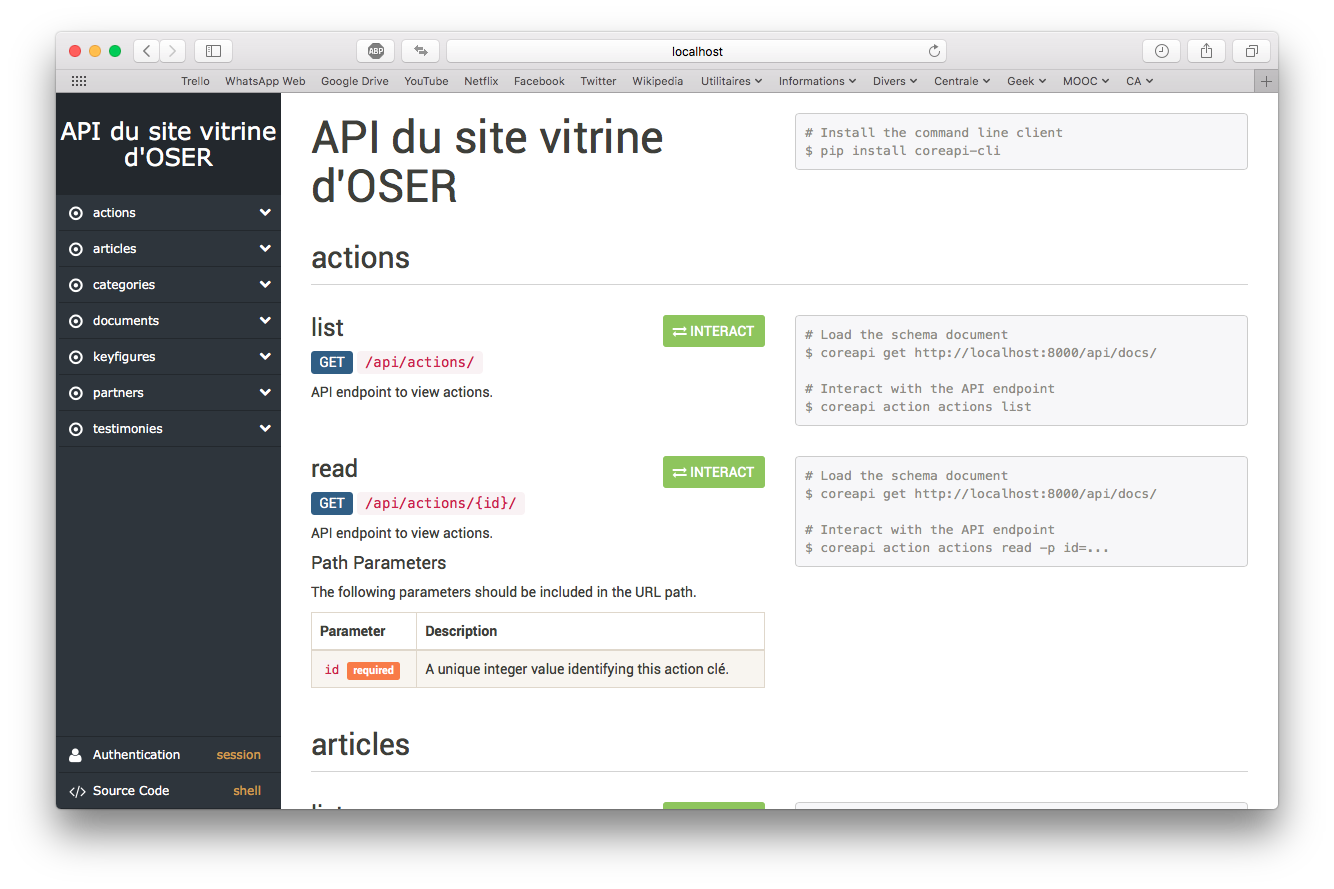 ABP
localhost
Trello WhatsApp Web Google Drive YouTube Netflix Facebook Twitter Wikipedia Utilitaires Informations Divers Centrale Geek MOOC CA
API du site vitrine
d'OSER
actions
articles
categories
documents
keyfigures
partners
testimonies
Authentication session
Source Code shell
API du site vitrine
d'OSER
# Install the command line client
$ pip install coreapi-cli
actions
list
INTERACT
GET /api/actions/
API endpoint to view actions.
# Load the schema document
$ coreapi get http://localhost:8000/api/docs/
# Interact with the API endpoint
$ coreapi action actions list
read
INTERACT
GET /api/actions/{id}/
API endpoint to view actions.
Path Parameters
The following parameters should be included in the URL path.
Parameter Description
id required A unique integer value identifying this action clé.
# Load the schema document
$ coreapi get http://localhost:8000/api/docs/
# Interact with the API endpoint
$ coreapi action actions read -p id=...
articles
list